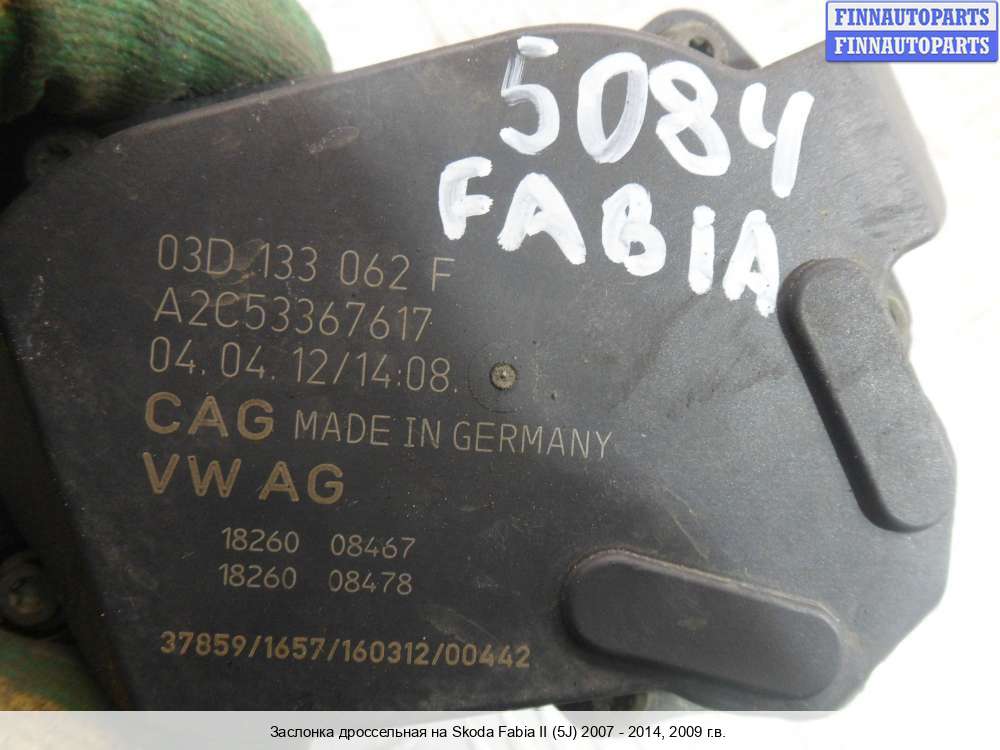 FINNAUTOPARTS
FINNAUTOPARTS
5084
FABIA
03D 133 062 F
A2C53367617
04.04.12/14:08.
CAG MADE IN GERMANY
VW AG
18260 08467
18260 08478
37859/1657/160312/00442
Заслонка дроссельная на Skoda Fabia II (5J) 2007 - 2014, 2009 г.в.